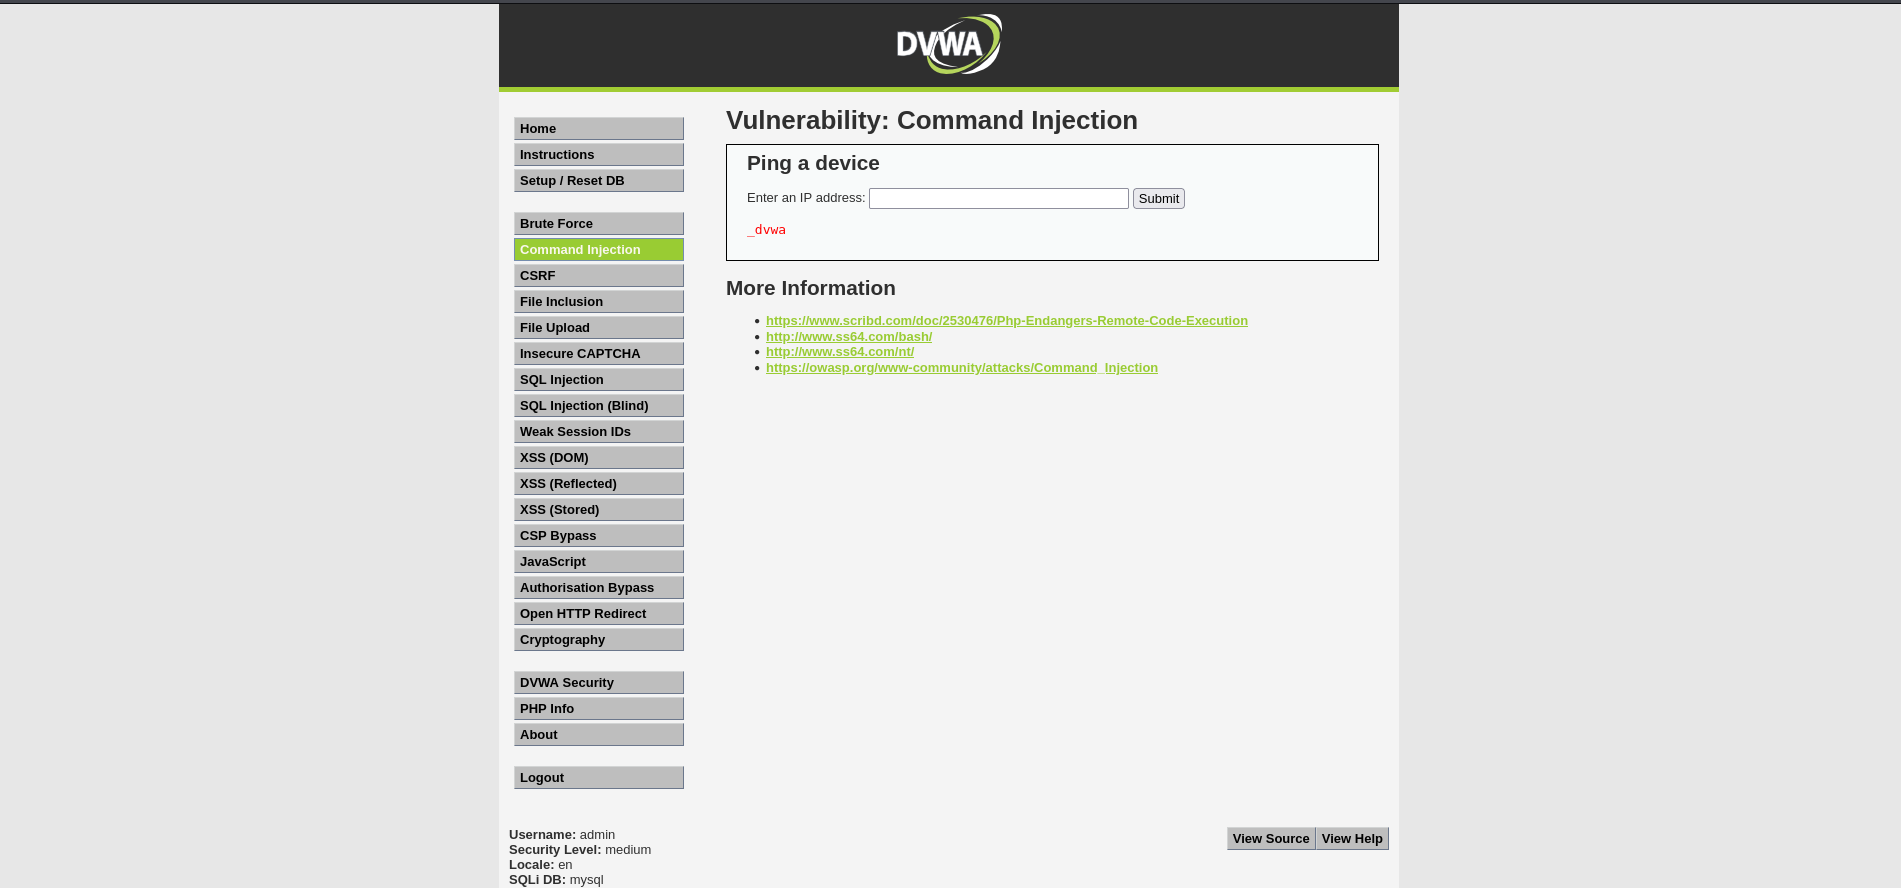 DVWA
Vulnerability: Command Injection
Home
Instructions
Setup / Reset DB
Brute Force
Command Injection
CSRF
File Inclusion
File Upload
Insecure CAPTCHA
SQL Injection
SQL Injection (Blind)
Weak Session IDs
XSS (DOM)
XSS (Reflected)
XSS (Stored)
CSP Bypass
JavaScript
Authorisation Bypass
Open HTTP Redirect
Cryptography
DVWA Security
PHP Info
About
Logout
Ping a device
Enter an IP address: Submit
_dvwa
More Information
https://www.scribd.com/doc/2530476/Php-Endangers-Remote-Code-Execution
http://www.ss64.com/bash/
http://www.ss64.com/nt/
https://owasp.org/www-community/attacks/Command_Injection
Username: admin
Security Level: medium
Locale: en
SQLi DB: mysql
View Source View Help